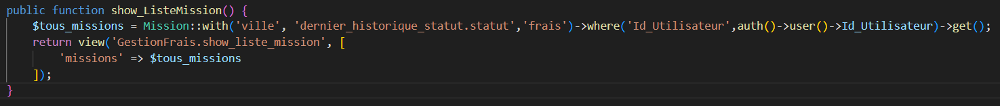 public function show_ListeMission() {
    $tous_missions = Mission::with('ville', 'dernier_historique_statut.statut','frais')->where('Id_Utilisateur',auth()->user()->Id_Utilisateur)->get();
    return view('GestionFrais.show_liste_mission', [
        'missions' => $tous_missions
    ]);
}